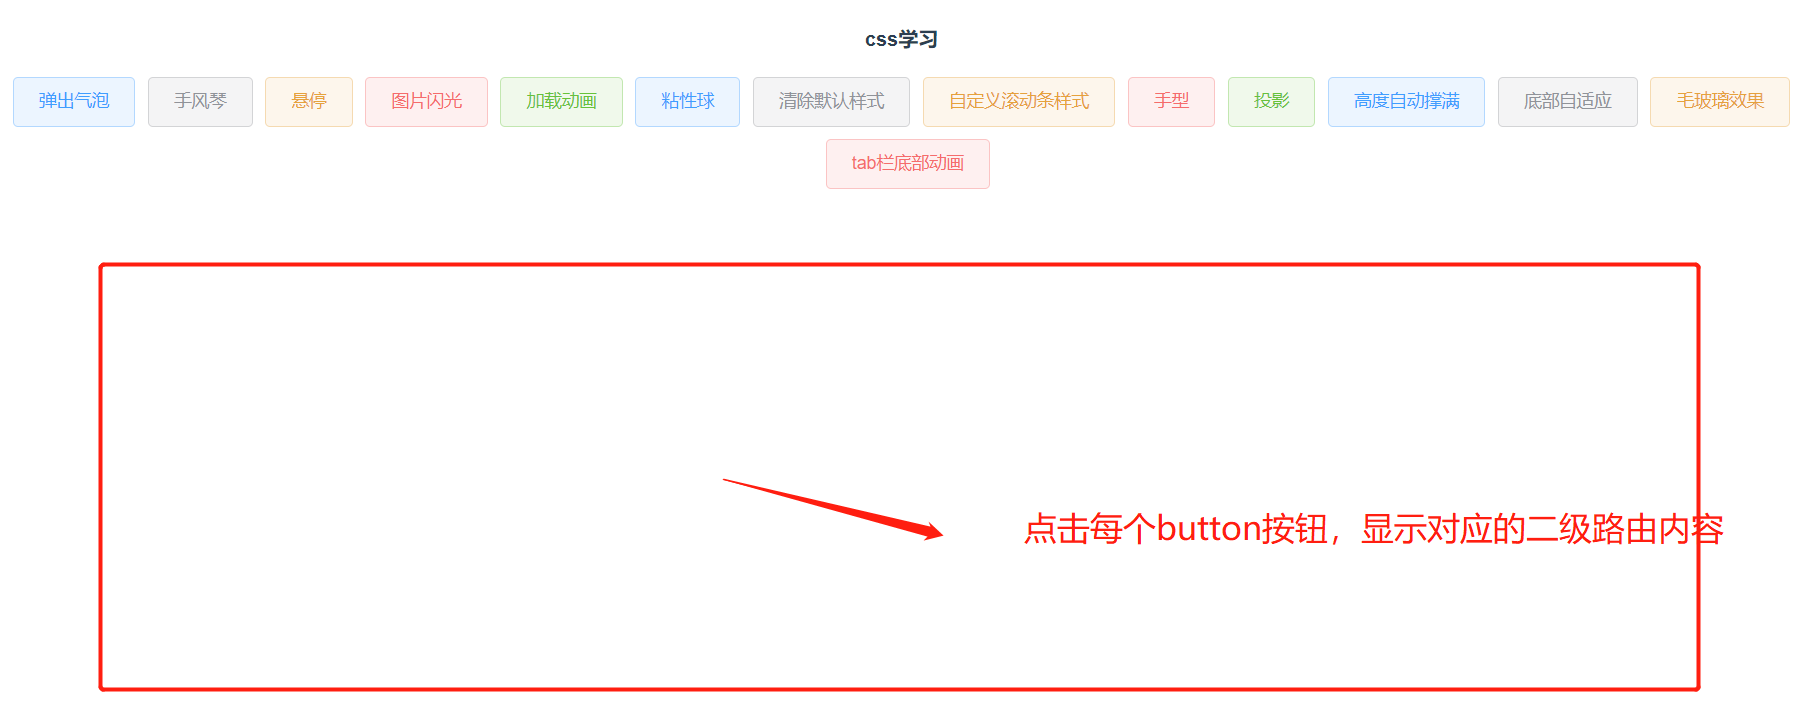 css学习
弹出气泡 手风琴 悬停 图片闪光 加载动画 粘性球 清除默认样式 自定义滚动条样式 手型 投影 高度自动撑满 底部自适应 毛玻璃效果
tab栏底部动画
点击每个button按钮，显示对应的二级路由内容